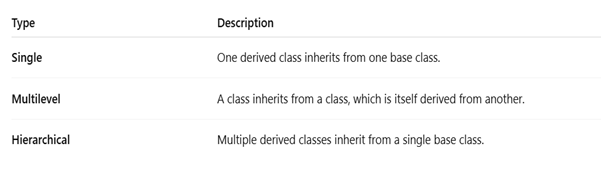 Type Description
Single One derived class inherits from one base class.
Multilevel A class inherits from a class, which is itself derived from another.
Hierarchical Multiple derived classes inherit from a single base class.